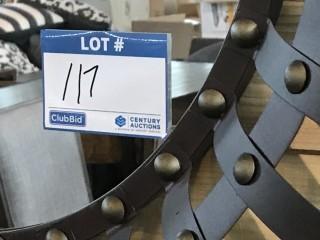 LOT #
117
ClubBid
CENTURY
AUCTIONS